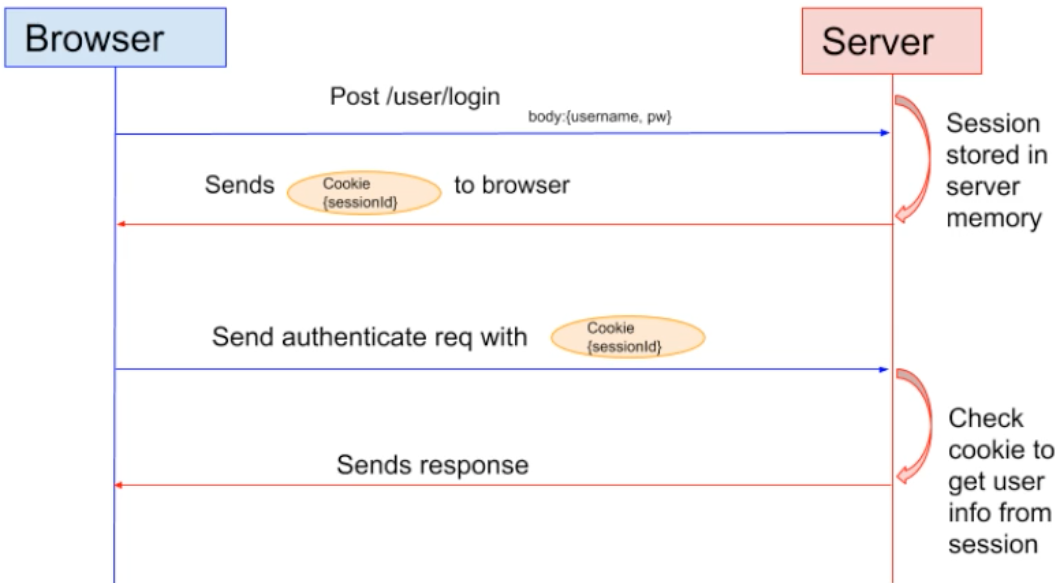 Browser
Server
Post /user/login
body:{username, pw}
Session
stored in
server
memory
Sends
Cookie
{sessionId}
to browser
Send authenticate req with
Cookie
{sessionId}
Check
cookie to
get user
info from
session
Sends response